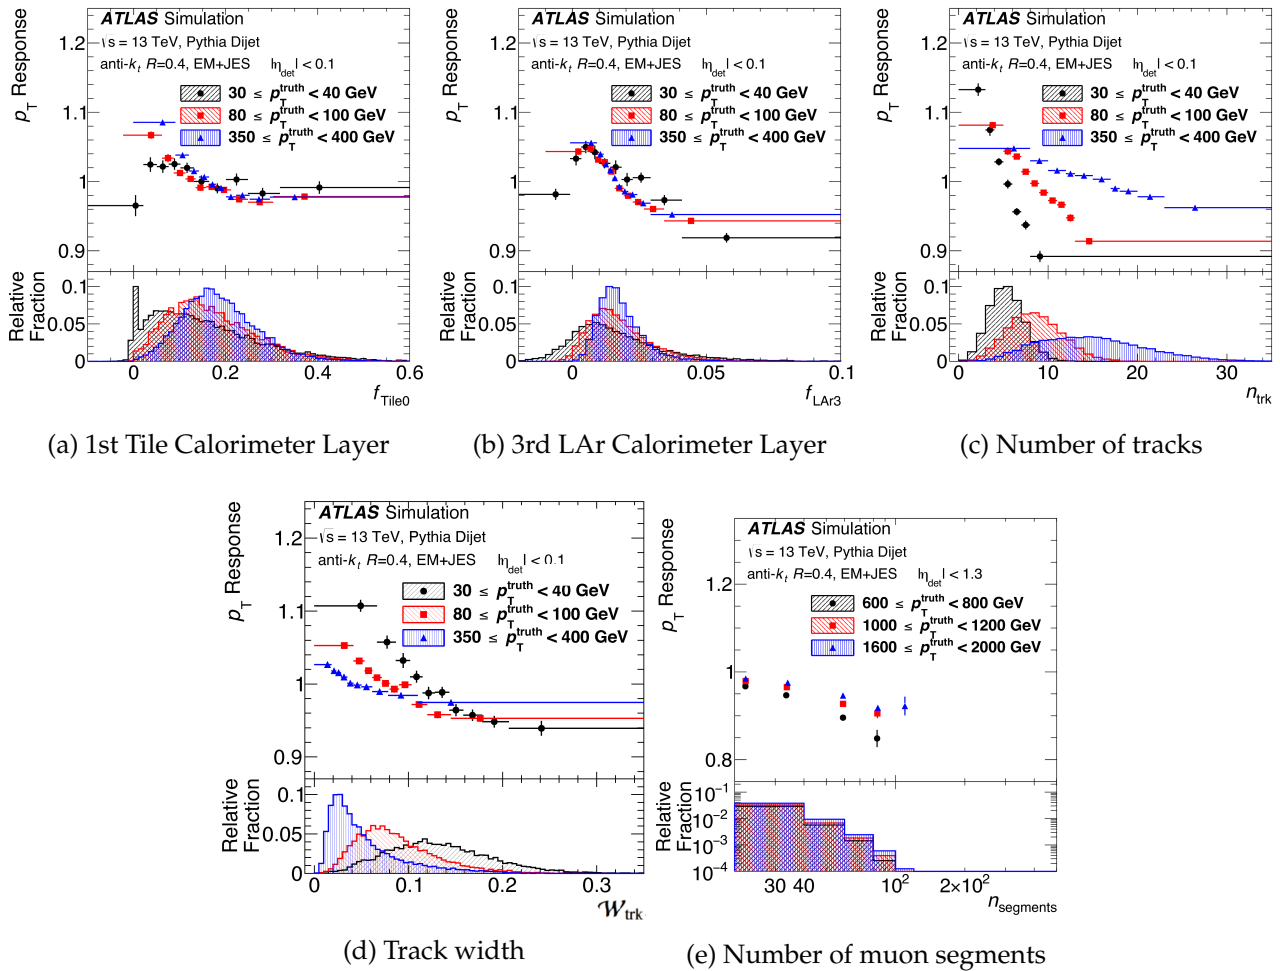 ATLAS Simulation
√s = 13 TeV, Pythia Dijet
anti-kt R=0.4, EM+JES |ηdet| < 0.1
30 ≤ pTtruth < 40 GeV
80 ≤ pTtruth < 100 GeV
350 ≤ pTtruth < 400 GeV
pT Response
1.2
1.1
1
0.9
Relative
Fraction
0.1
0.05
0
0 0.2 0.4 0.6
fTile0
(a) 1st Tile Calorimeter Layer
ATLAS Simulation
√s = 13 TeV, Pythia Dijet
anti-kt R=0.4, EM+JES |ηdet| < 0.1
30 ≤ pTtruth < 40 GeV
80 ≤ pTtruth < 100 GeV
350 ≤ pTtruth < 400 GeV
pT Response
1.2
1.1
1
0.9
Relative
Fraction
0.1
0.05
0
0 0.05 0.1
fLAr3
(b) 3rd LAr Calorimeter Layer
ATLAS Simulation
√s = 13 TeV, Pythia Dijet
anti-kt R=0.4, EM+JES |ηdet| < 0.1
30 ≤ pTtruth < 40 GeV
80 ≤ pTtruth < 100 GeV
350 ≤ pTtruth < 400 GeV
pT Response
1.2
1.1
1
0.9
Relative
Fraction
0.1
0.05
0
0 10 20 30
ntrk
(c) Number of tracks
ATLAS Simulation
√s = 13 TeV, Pythia Dijet
anti-kt R=0.4, EM+JES |ηdet| < 0.1
30 ≤ pTtruth < 40 GeV
80 ≤ pTtruth < 100 GeV
350 ≤ pTtruth < 400 GeV
pT Response
1.2
1.1
1
0.9
Relative
Fraction
0.1
0.05
0
0 0.1 0.2 0.3
𝒲trk
(d) Track width
ATLAS Simulation
√s = 13 TeV, Pythia Dijet
anti-kt R=0.4, EM+JES |ηdet| < 1.3
600 ≤ pTtruth < 800 GeV
1000 ≤ pTtruth < 1200 GeV
1600 ≤ pTtruth < 2000 GeV
pT Response
1.2
1
0.8
Relative
Fraction
10⁻¹
10⁻²
10⁻³
10⁻⁴
30 40 10² 2×10²
nsegments
(e) Number of muon segments